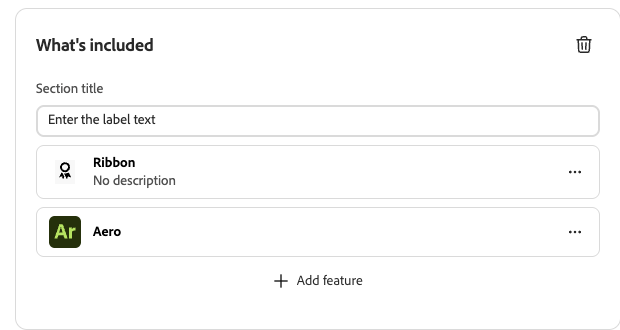 What's included
Section title
Enter the label text
Ribbon
No description
Ar
Aero
Add feature